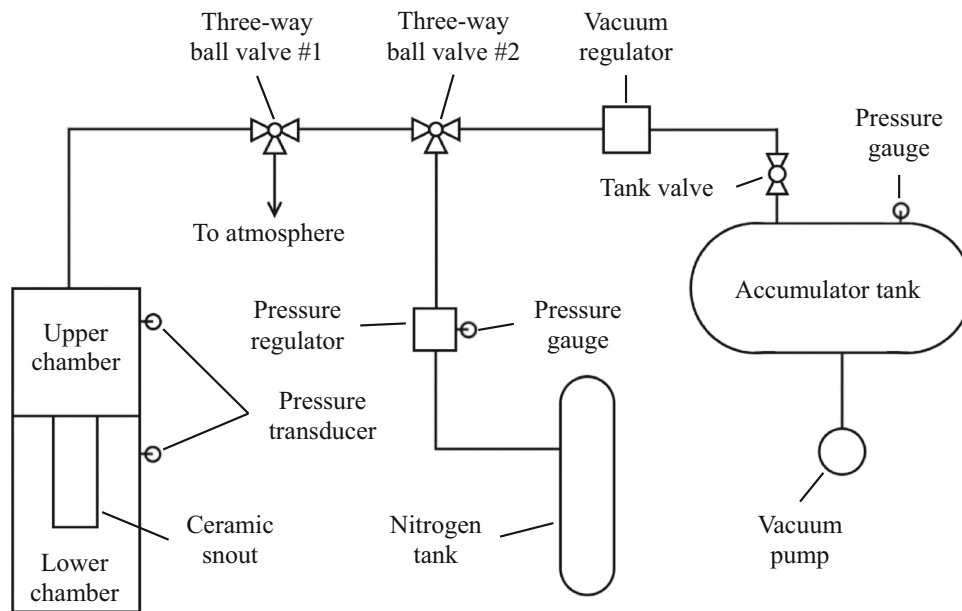 Three-way
ball valve #1
Three-way
ball valve #2
Vacuum
regulator
Pressure
gauge
Tank valve
To atmosphere
Accumulator tank
Upper
chamber
Pressure
regulator
Pressure
gauge
Pressure
transducer
Ceramic
snout
Nitrogen
tank
Vacuum
pump
Lower
chamber